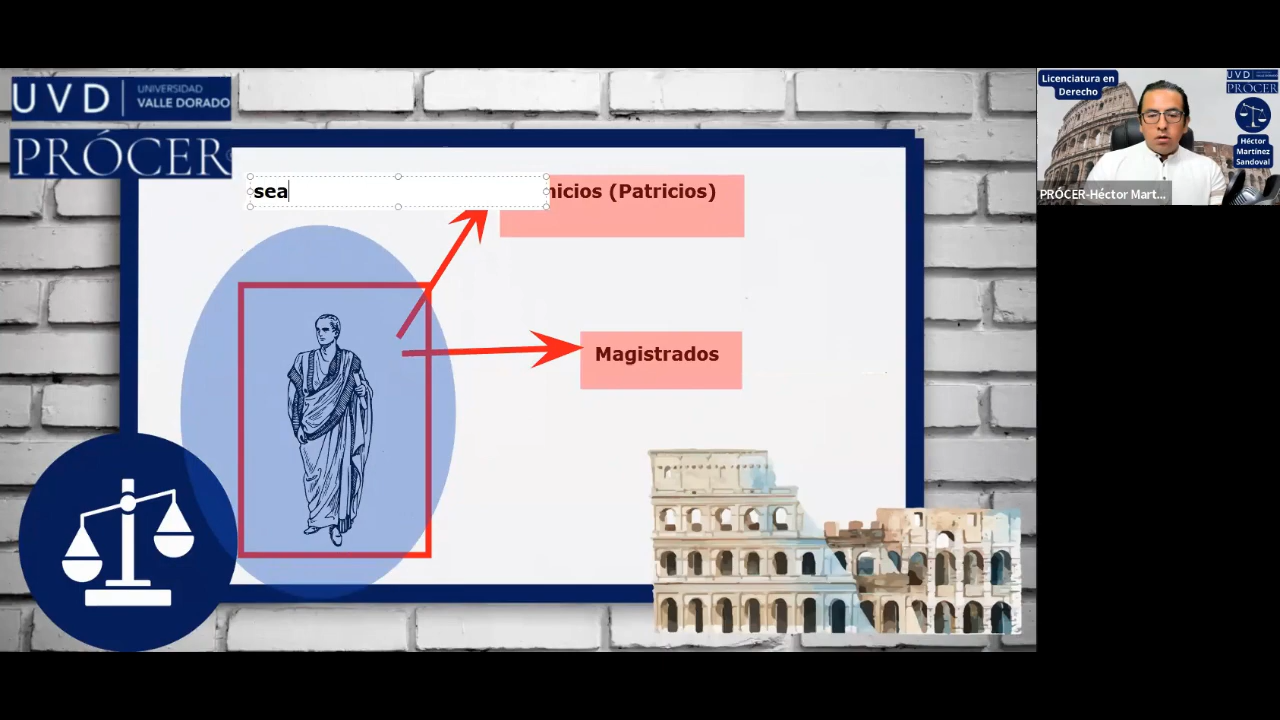 UVD
UNIVERSIDAD
VALLE DORADO
PRÓCER
sea
nicios (Patricios)
Magistrados
Licenciatura en
Derecho
UVD
PRÓCER
Héctor
Martínez
Sandoval
PRÓCER-Héctor Mart...